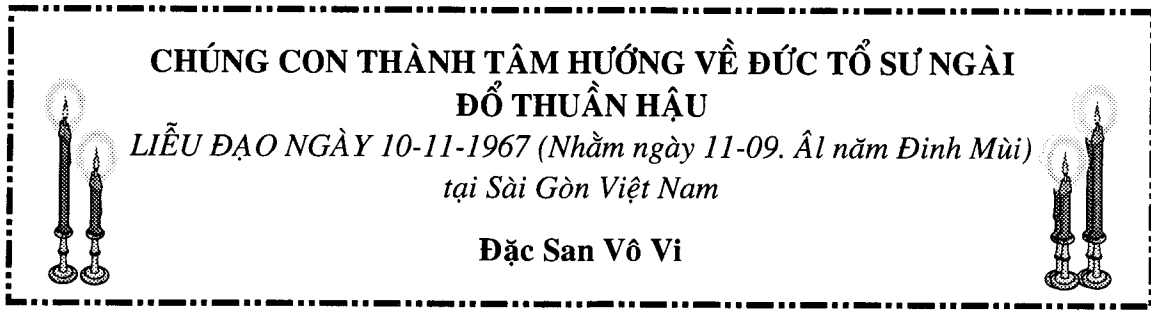 CHÚNG CON THÀNH TÂM HƯỚNG VỀ ĐỨC TỔ SƯ NGÀI
ĐỔ THUẦN HẬU
LIỄU ĐẠO NGÀY 10-11-1967 (Nhằm ngày 11-09. Âl năm Đinh Mùi)
tại Sài Gòn Việt Nam
Đặc San Vô Vi